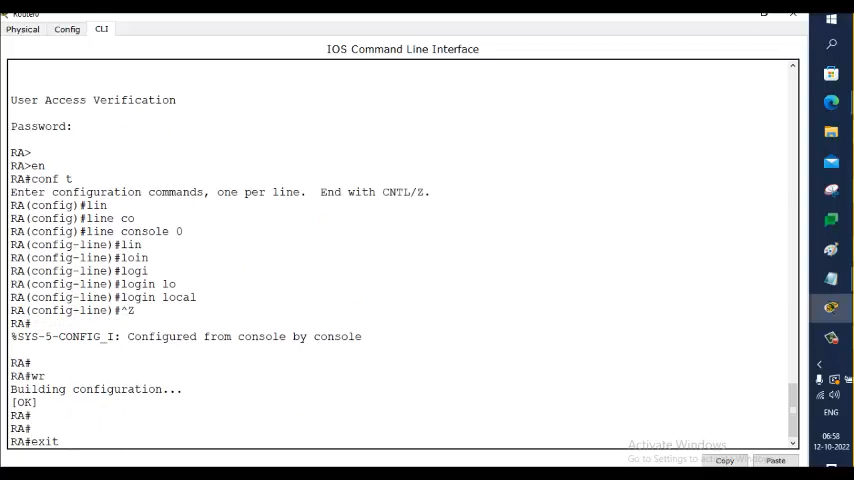 Router0
Physical Config CLI
IOS Command Line Interface
User Access Verification
Password:
RA>
RA>en
RA#conf t
Enter configuration commands, one per line.  End with CNTL/Z.
RA(config)#lin
RA(config)#line co
RA(config)#line console 0
RA(config-line)#lin
RA(config-line)#loin
RA(config-line)#logi
RA(config-line)#login lo
RA(config-line)#login local
RA(config-line)#^Z
RA#
%SYS-5-CONFIG_I: Configured from console by console
RA#
RA#wr
Building configuration...
[OK]
RA#
RA#
RA#exit
Activate Windows
Go to Settings to
Copy Paste
ENG
06:58
12-10-2022